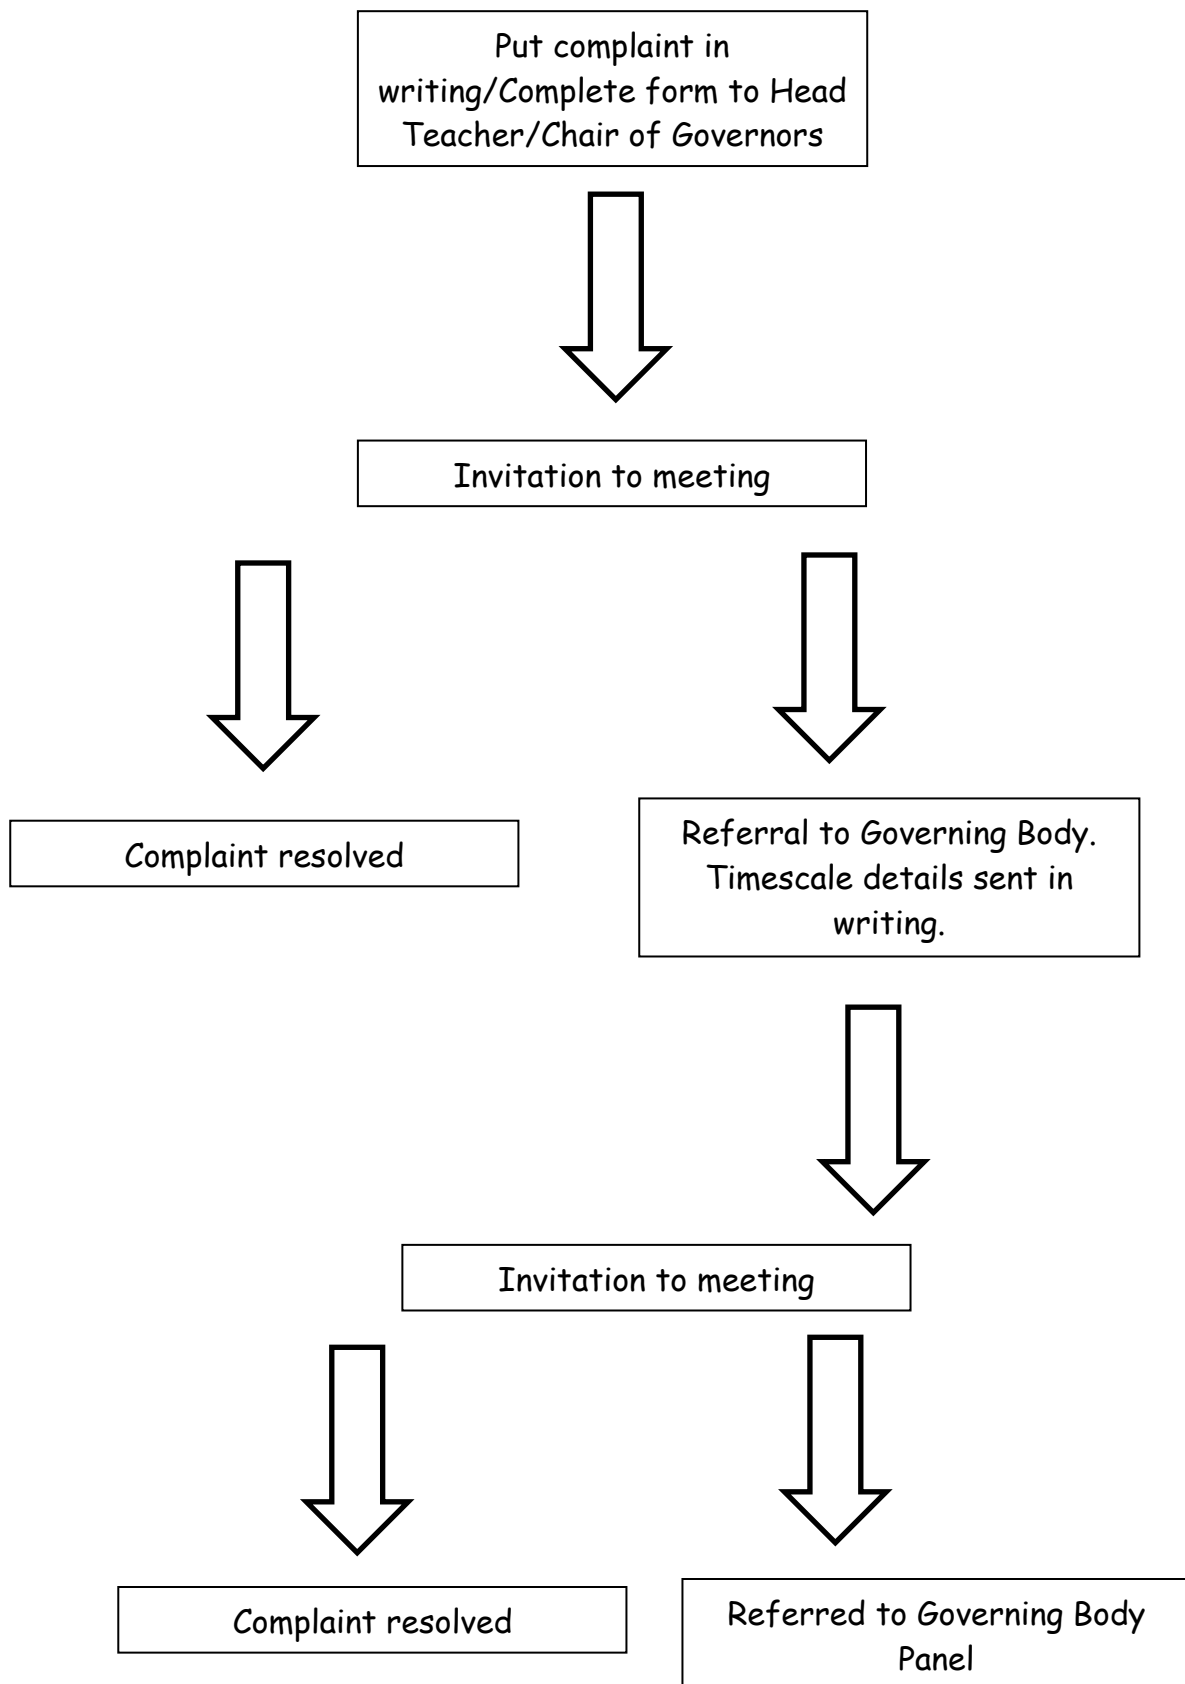 Put complaint in
writing/Complete form to Head
Teacher/Chair of Governors
Invitation to meeting
Complaint resolved
Referral to Governing Body.
Timescale details sent in
writing.
Invitation to meeting
Complaint resolved
Referred to Governing Body
Panel